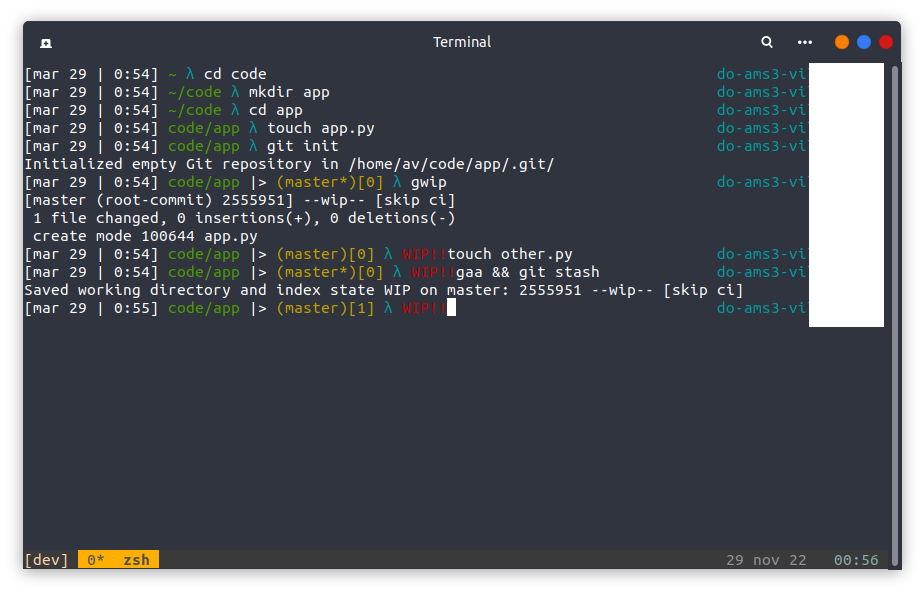 Terminal
[mar 29 | 0:54] ~ λ cd code do-ams3-vi
[mar 29 | 0:54] ~/code λ mkdir app do-ams3-vi
[mar 29 | 0:54] ~/code λ cd app do-ams3-vi
[mar 29 | 0:54] code/app λ touch app.py do-ams3-vi
[mar 29 | 0:54] code/app λ git init do-ams3-vi
Initialized empty Git repository in /home/av/code/app/.git/
[mar 29 | 0:54] code/app |> (master*)[0] λ gwip do-ams3-vi
[master (root-commit) 2555951] --wip-- [skip ci]
 1 file changed, 0 insertions(+), 0 deletions(-)
 create mode 100644 app.py
[mar 29 | 0:54] code/app |> (master)[0] λ WIP!!touch other.py do-ams3-vi
[mar 29 | 0:54] code/app |> (master*)[0] λ WIP!!gaa && git stash do-ams3-vi
Saved working directory and index state WIP on master: 2555951 --wip-- [skip ci]
[mar 29 | 0:55] code/app |> (master)[1] λ WIP!! do-ams3-vi
[dev] 0* zsh 29 nov 22 00:56